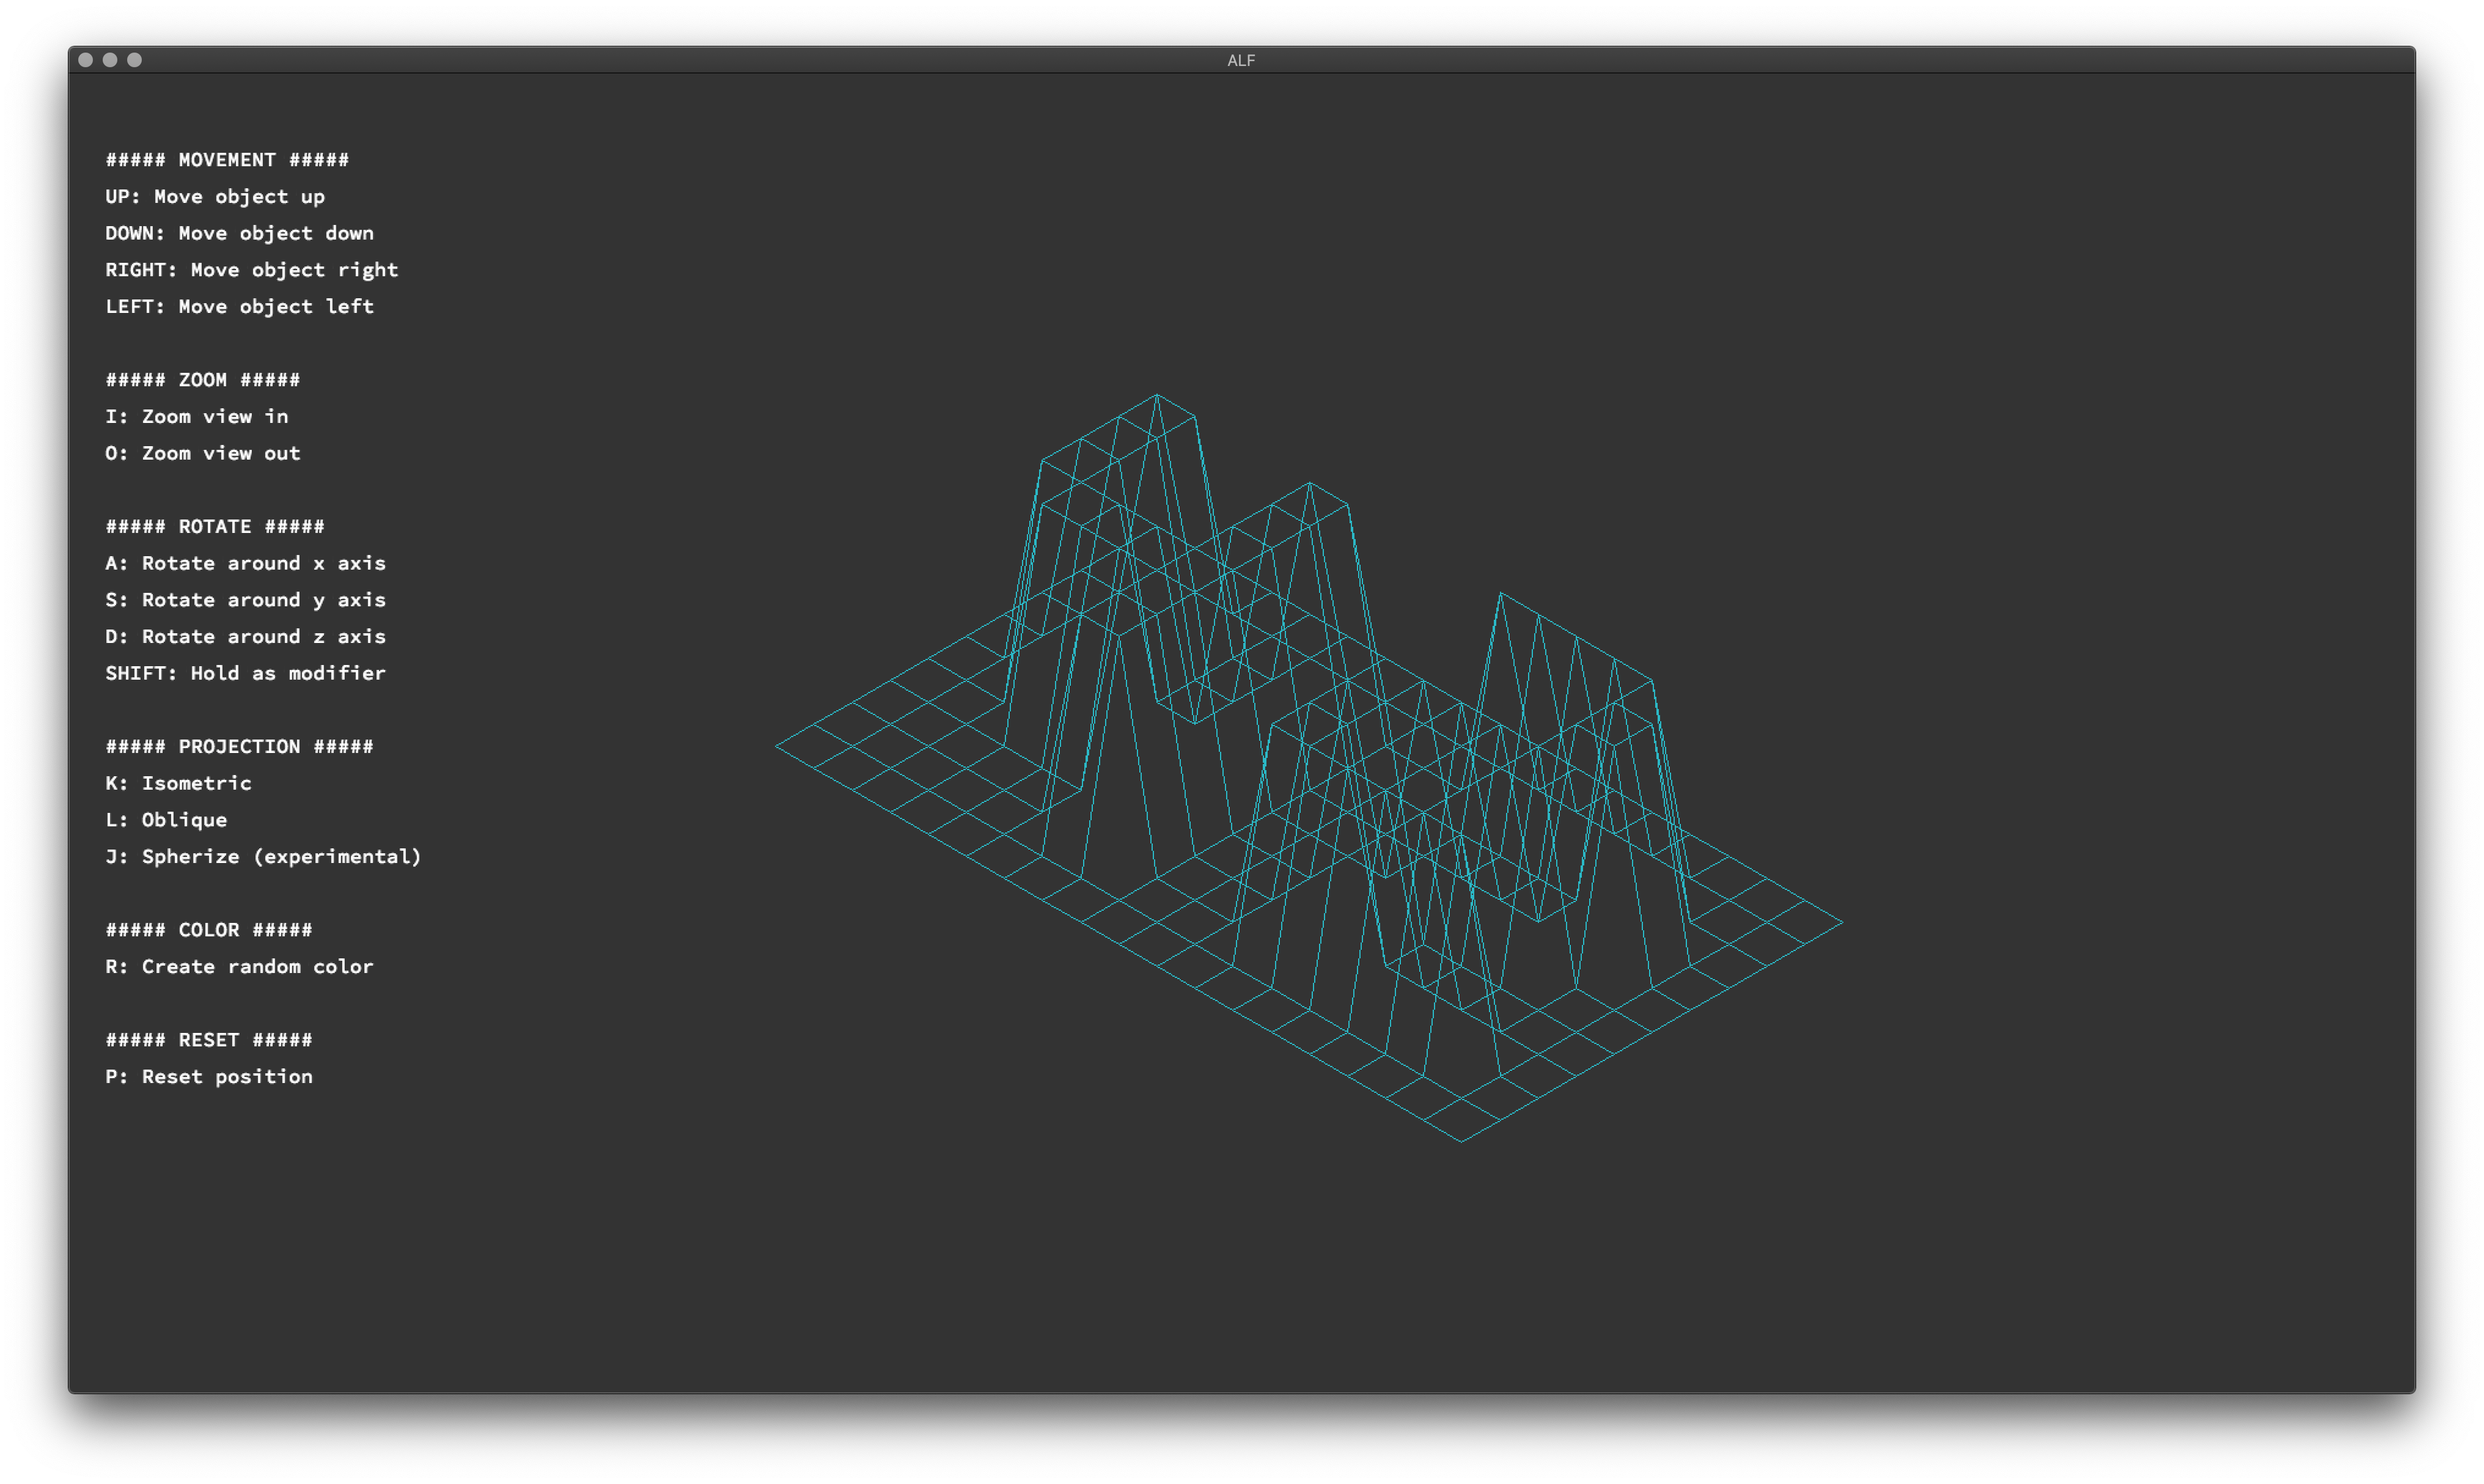 ALF
##### MOVEMENT #####
UP: Move object up
DOWN: Move object down
RIGHT: Move object right
LEFT: Move object left
##### ZOOM #####
I: Zoom view in
O: Zoom view out
##### ROTATE #####
A: Rotate around x axis
S: Rotate around y axis
D: Rotate around z axis
SHIFT: Hold as modifier
##### PROJECTION #####
K: Isometric
L: Oblique
J: Spherize (experimental)
##### COLOR #####
R: Create random color
##### RESET #####
P: Reset position